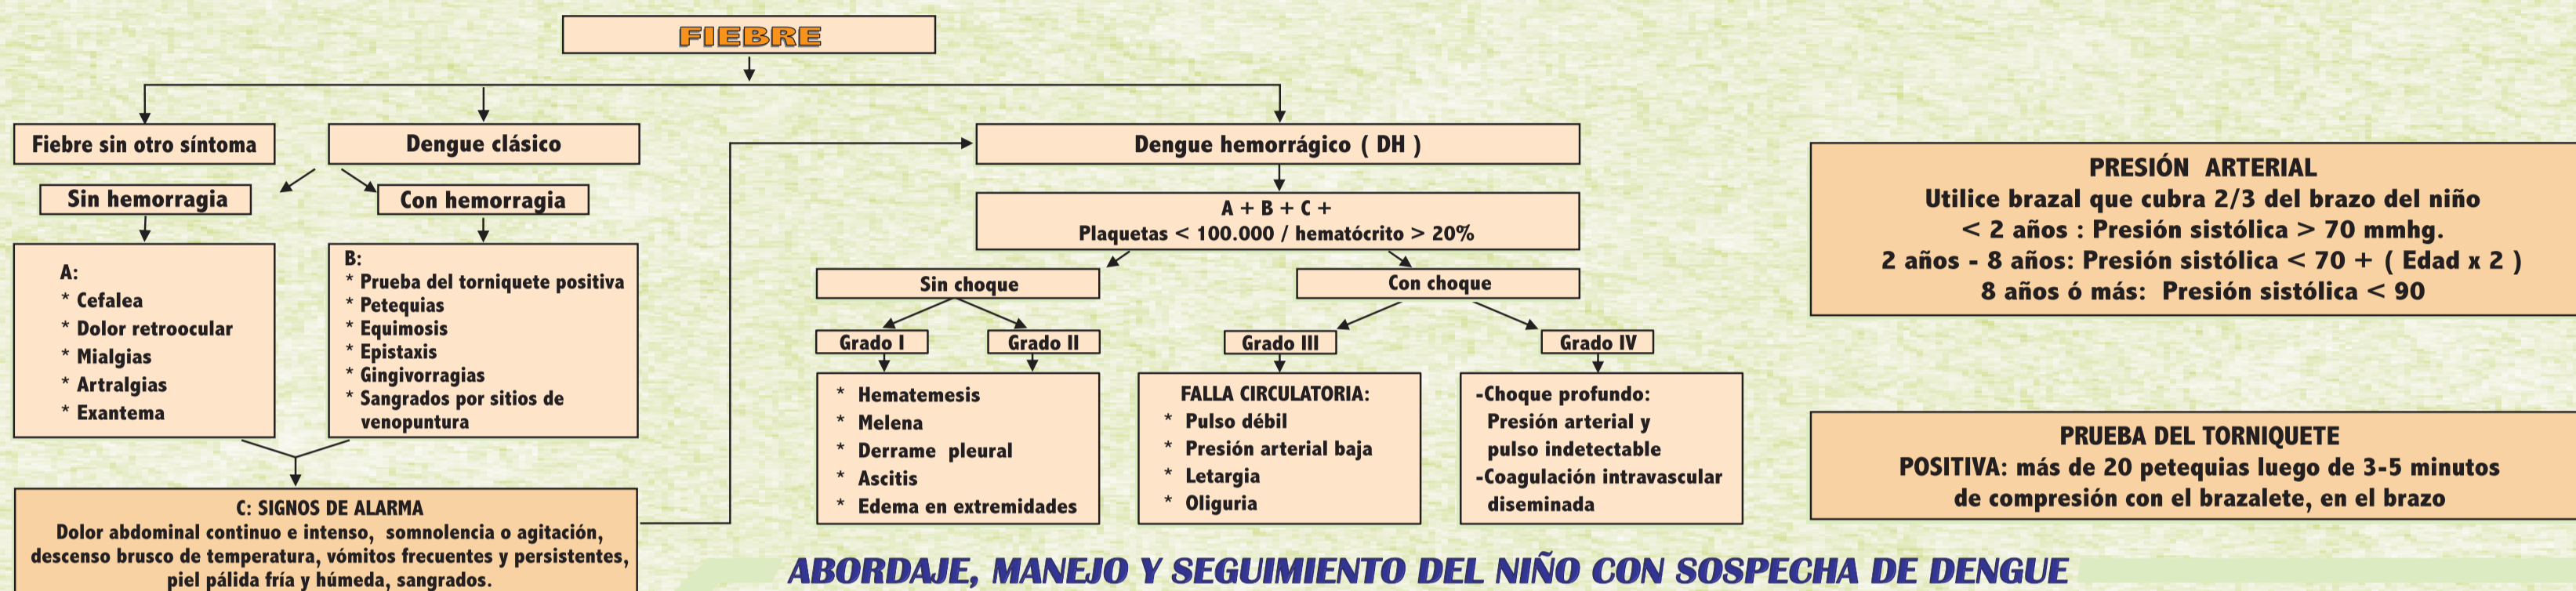 FIEBRE
Fiebre sin otro síntoma
Dengue clásico
Sin hemorragia
Con hemorragia
A:
* Cefalea
* Dolor retroocular
* Mialgias
* Artralgias
* Exantema
B:
* Prueba del torniquete positiva
* Petequias
* Equimosis
* Epistaxis
* Gingivorragias
* Sangrados por sitios de
venopuntura
C: SIGNOS DE ALARMA
Dolor abdominal continuo e intenso, somnolencia o agitación,
descenso brusco de temperatura, vómitos frecuentes y persistentes,
piel pálida fría y húmeda, sangrados.
Dengue hemorrágico ( DH )
A + B + C +
Plaquetas < 100.000 / hematócrito > 20%
Sin choque
Con choque
Grado I
Grado II
Grado III
Grado IV
* Hematemesis
* Melena
* Derrame pleural
* Ascitis
* Edema en extremidades
FALLA CIRCULATORIA:
* Pulso débil
* Presión arterial baja
* Letargia
* Oliguria
-Choque profundo:
Presión arterial y
pulso indetectable
-Coagulación intravascular
diseminada
PRESIÓN ARTERIAL
Utilice brazal que cubra 2/3 del brazo del niño
< 2 años : Presión sistólica > 70 mmhg.
2 años - 8 años: Presión sistólica < 70 + ( Edad x 2 )
8 años ó más: Presión sistólica < 90
PRUEBA DEL TORNIQUETE
POSITIVA: más de 20 petequias luego de 3-5 minutos
de compresión con el brazalete, en el brazo
ABORDAJE, MANEJO Y SEGUIMIENTO DEL NIÑO CON SOSPECHA DE DENGUE